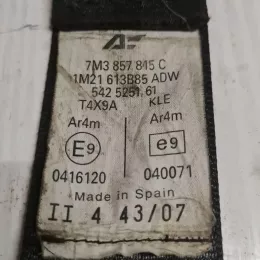 7M3 857 815 C
1M21 613B85 ADW
542 5251 61
T4X9A KLE
Ar4m Ar4m
E9 e9
0416120 040071
Made in Spain
II 4 43/07